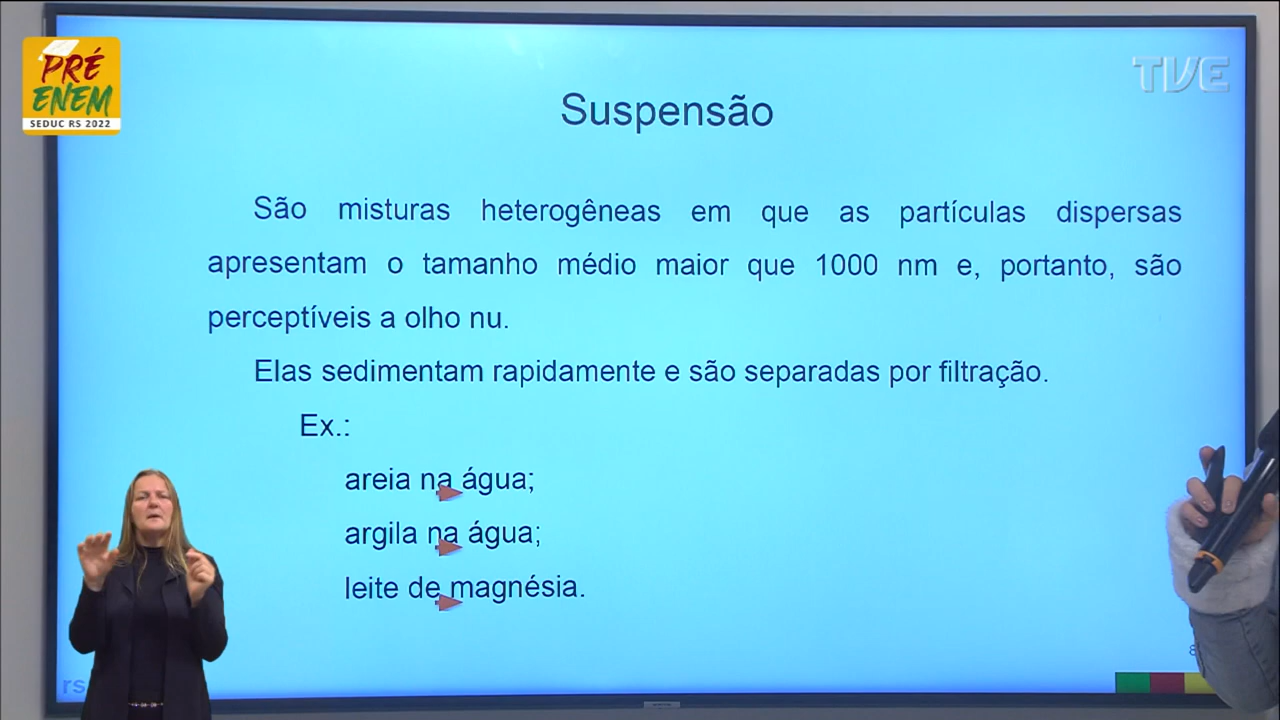 PRÉ
ENEM
SEDUC RS 2022
TVE
Suspensão
São misturas heterogêneas em que as partículas dispersas
apresentam o tamanho médio maior que 1000 nm e, portanto, são
perceptíveis a olho nu.
Elas sedimentam rapidamente e são separadas por filtração.
Ex.:
areia na água;
argila na água;
leite de magnésia.
rs